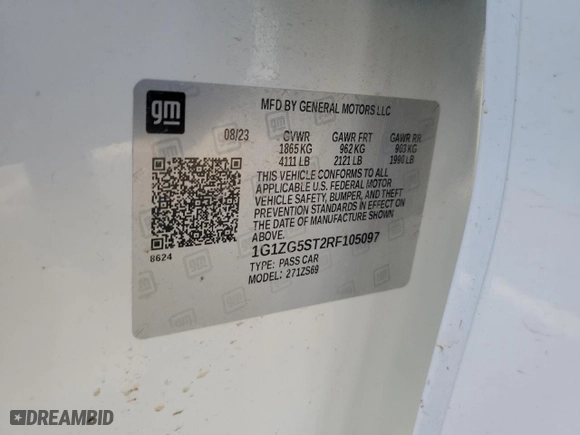 gm
MFD BY GENERAL MOTORS LLC
08/23 GVWR GAWR FRT GAWR RR
1865 KG 962 KG 903 KG
4111 LB 2121 LB 1990 LB
THIS VEHICLE CONFORMS TO ALL
APPLICABLE U.S. FEDERAL MOTOR
VEHICLE SAFETY, BUMPER, AND THEFT
PREVENTION STANDARDS IN EFFECT ON
THE DATE OF MANUFACTURE SHOWN
ABOVE.
8624
1G1ZG5ST2RF105097
TYPE: PASS CAR
MODEL: 271ZS69
DREAMBID